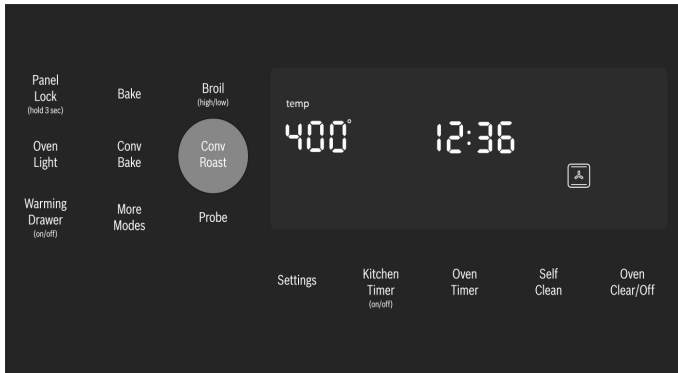 Panel
Lock
(hold 3 sec)
Bake
Broil
(high/low)
Oven
Light
Conv
Bake
Conv
Roast
Warming
Drawer
(on/off)
More
Modes
Probe
temp
400°
12:36
Settings
Kitchen
Timer
(on/off)
Oven
Timer
Self
Clean
Oven
Clear/Off